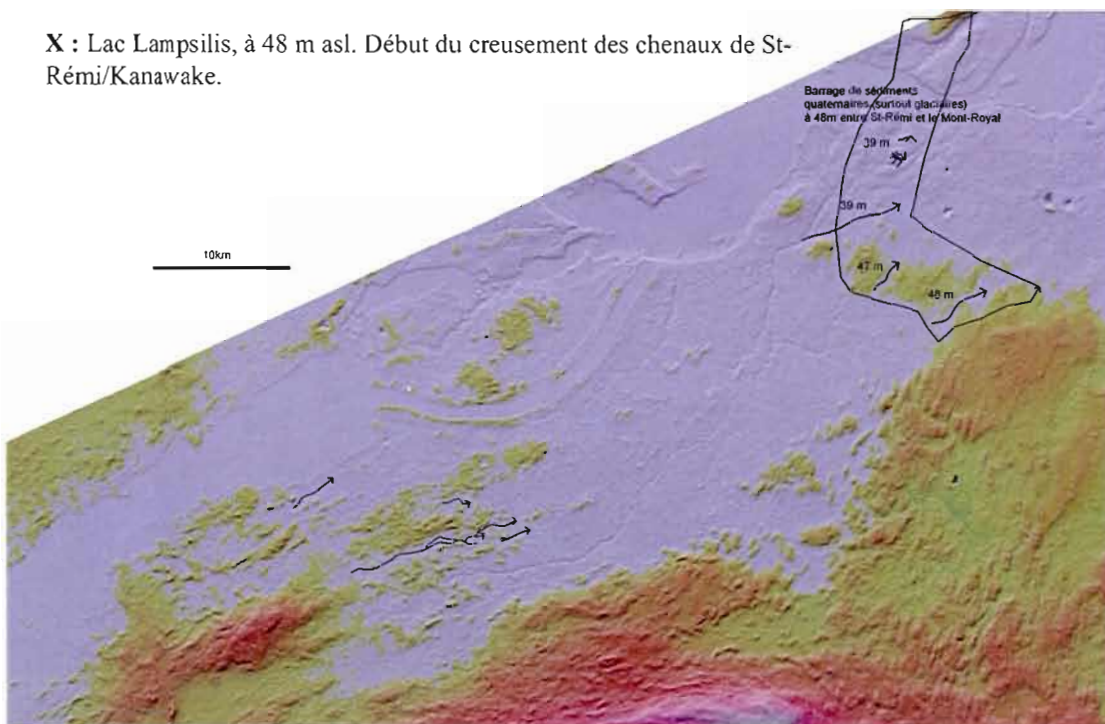 X : Lac Lampsilis, à 48 m asl. Début du creusement des chenaux de St-
Rémi/Kanawake.
Barrage de sédiments
quaternaires (surtout glaciaires)
à 48m entre St-Rémi et le Mont-Royal
39 m
39 m
47 m
48 m
10km